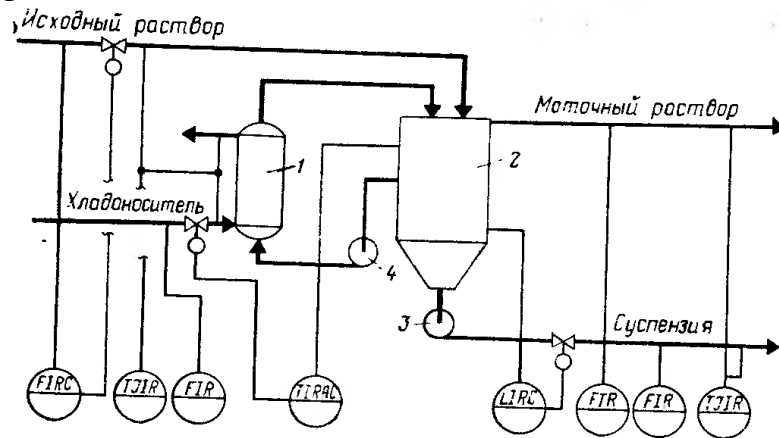 Исходный раствор
Маточный раствор
1
2
Хладоноситель
4
3
Суспензия
FIRC
TJIR
FIR
TIRAC
LIRC
FIR
FIR
TJIR